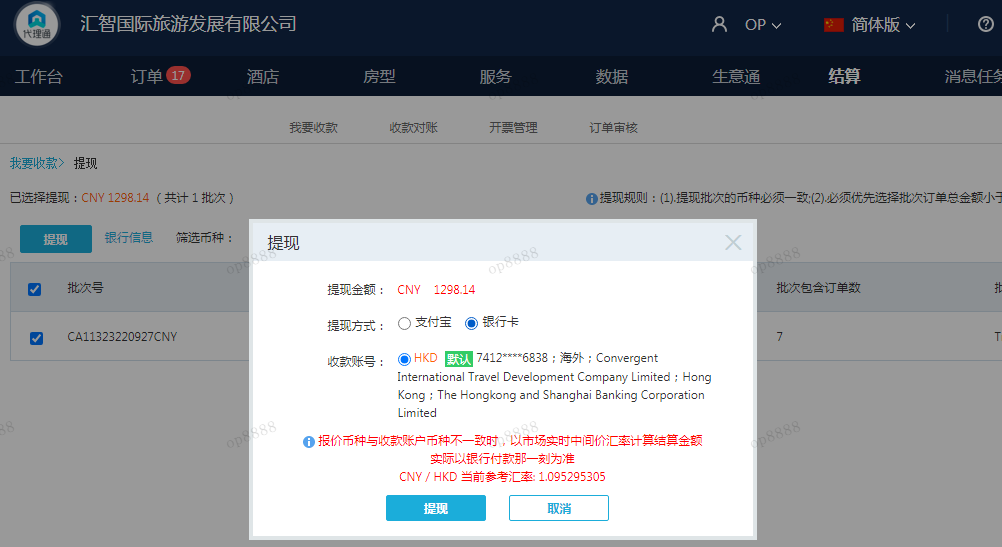 代理通
汇智国际旅游发展有限公司
OP
简体版
工作台
订单 17
酒店
房型
服务
数据
生意通
结算
消息任务
我要收款
收款对账
开票管理
订单审核
我要收款> 提现
已选择提现：CNY 1298.14 （ 共计 1 批次 ）
提现规则：(1).提现批次的币种必须一致;(2).必须优先选择批次订单总金额小于
提现
银行信息
筛选币种：
批次号
批次包含订单数
CA11323220927CNY
7
T
提现
提现金额： CNY 1298.14
提现方式： 支付宝 银行卡
收款账号： HKD 默认 7412****6838；海外；Convergent
International Travel Development Company Limited；Hong
Kong；The Hongkong and Shanghai Banking Corporation
Limited
报价币种与收款账户币种不一致时，以市场实时中间价汇率计算结算金额
实际以银行付款那一刻为准
CNY / HKD 当前参考汇率: 1.095295305
提现
取消
op8888
op8888
op8888
op8888
op8888
op8888